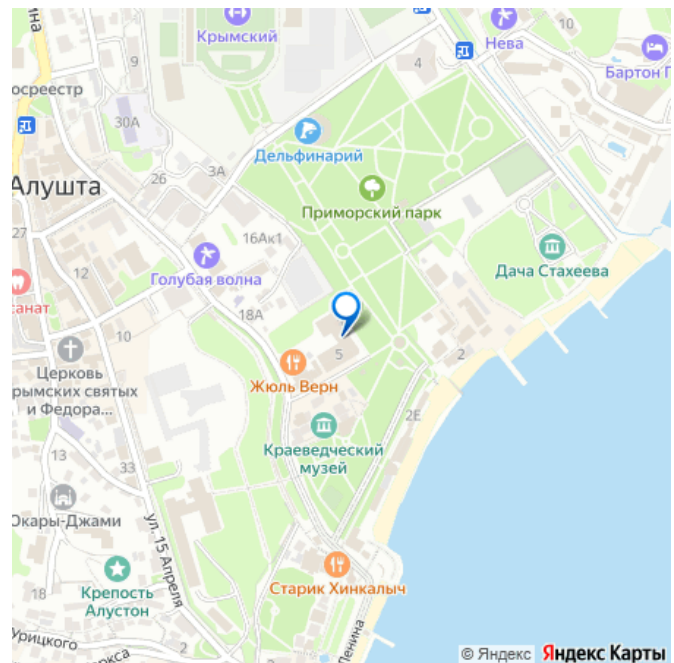 Крымский
Нева
10
4
Бартон Г
9
осреестр
30А
Дельфинарий
3А
26
Алушта
Приморский парк
27
16Ак1
Голубая волна
Дача Стахеева
12
анат
18А
10
5
2
Церковь
рымских святых
и Федора...
Жюль Верн
2Е
Краеведческий
музей
13
33
Окары-Джами
ул. 15 Апреля
Крепость
Алустон
18
Старик Хинкалыч
Урицкого
2
Ленина
аркса
© Яндекс Яндекс Карты